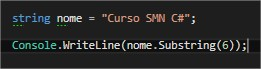 string nome = "Curso SMN C#";
Console.WriteLine(nome.Substring(6));